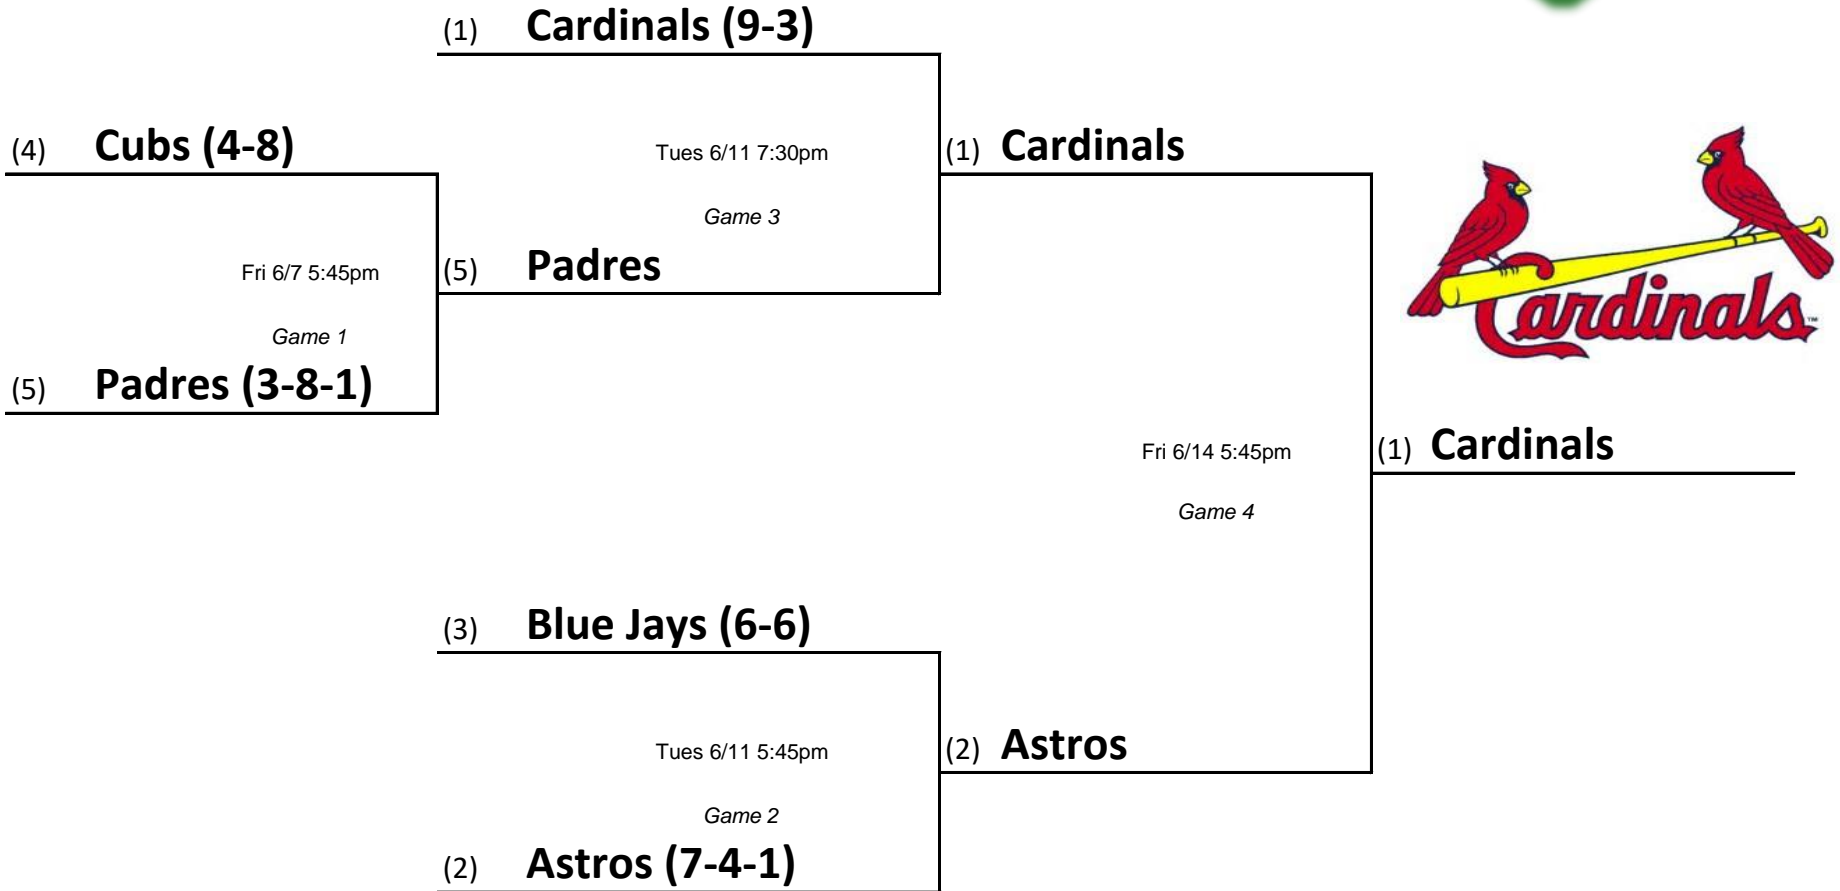 (1) Cardinals (9-3)
(4) Cubs (4-8)
Tues 6/11 7:30pm
(1) Cardinals
Game 3
Fri 6/7 5:45pm
(5) Padres
Game 1
(5) Padres (3-8-1)
Cardinals™
Fri 6/14 5:45pm
(1) Cardinals
Game 4
(3) Blue Jays (6-6)
Tues 6/11 5:45pm
(2) Astros
Game 2
(2) Astros (7-4-1)